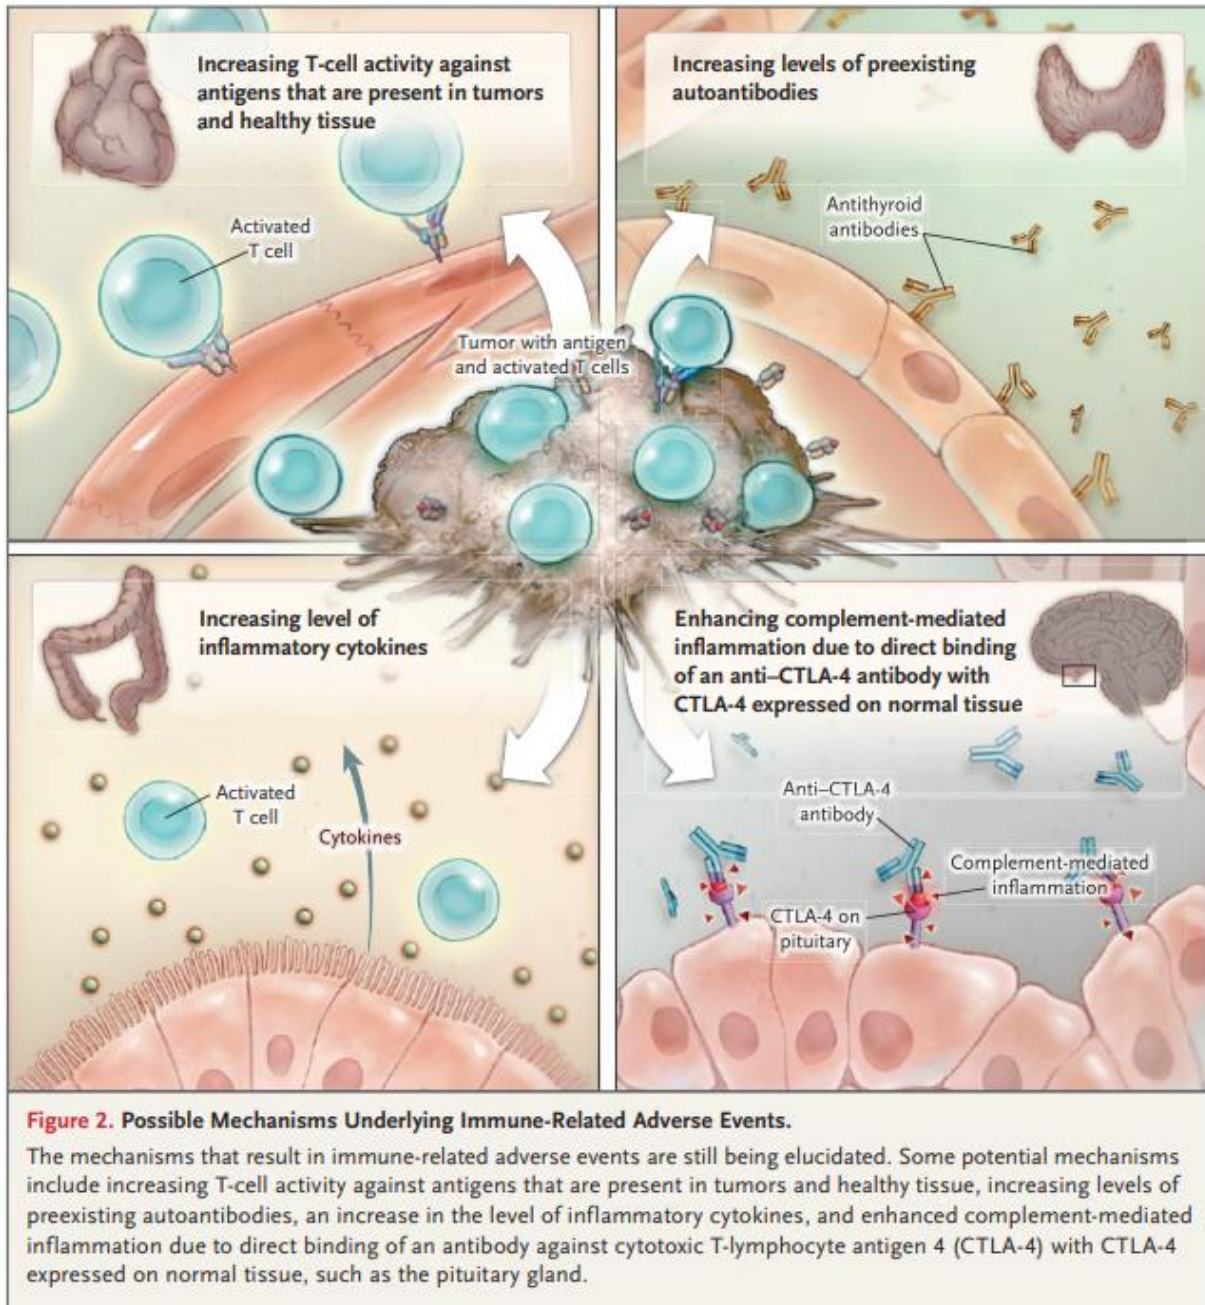 Increasing T-cell activity against
antigens that are present in tumors
and healthy tissue
Activated
T cell
Increasing levels of preexisting
autoantibodies
Antithyroid
antibodies
Tumor with antigen
and activated T cells
Increasing level of
inflammatory cytokines
Activated
T cell
Cytokines
Enhancing complement-mediated
inflammation due to direct binding
of an anti–CTLA-4 antibody with
CTLA-4 expressed on normal tissue
Anti–CTLA-4
antibody
Complement-mediated
inflammation
CTLA-4 on
pituitary
Figure 2. Possible Mechanisms Underlying Immune-Related Adverse Events.
The mechanisms that result in immune-related adverse events are still being elucidated. Some potential mechanisms
include increasing T-cell activity against antigens that are present in tumors and healthy tissue, increasing levels of
preexisting autoantibodies, an increase in the level of inflammatory cytokines, and enhanced complement-mediated
inflammation due to direct binding of an antibody against cytotoxic T-lymphocyte antigen 4 (CTLA-4) with CTLA-4
expressed on normal tissue, such as the pituitary gland.